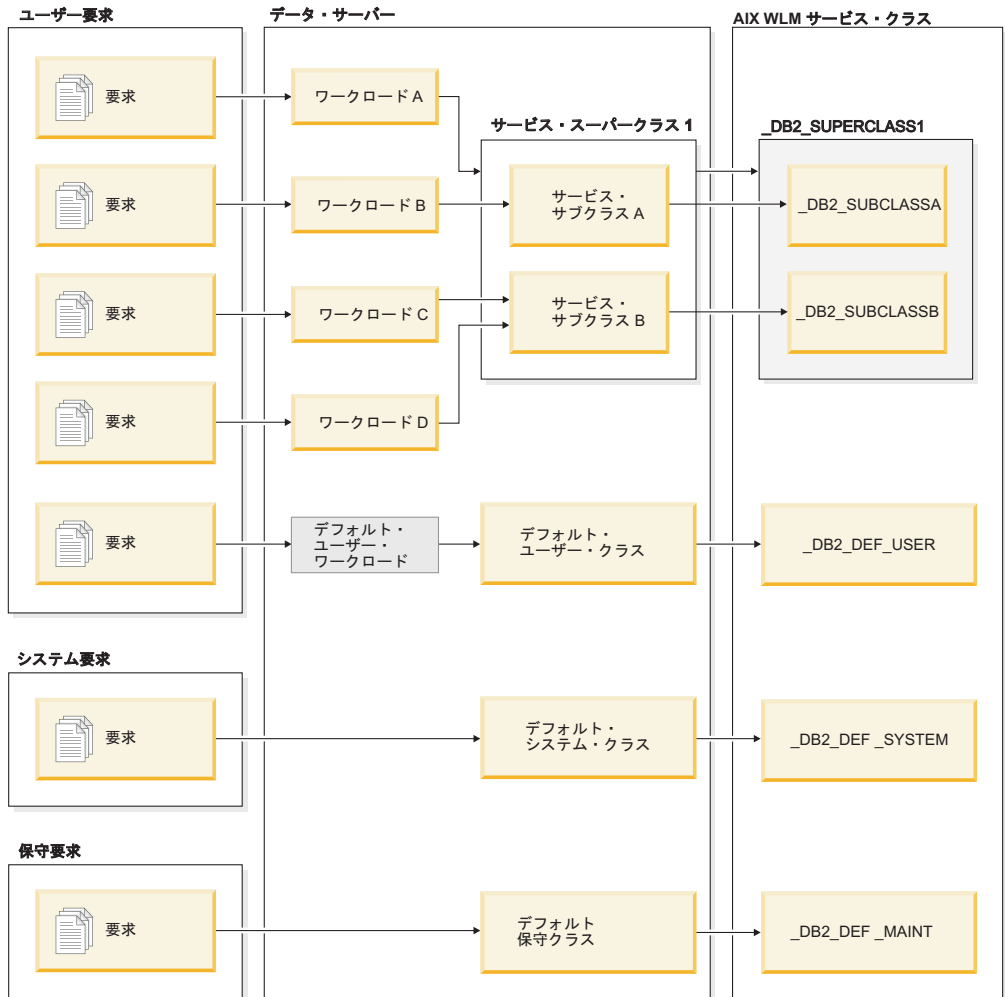 ユーザー要求
データ・サーバー
AIX WLM サービス・クラス
要求
ワークロード A
サービス・スーパークラス 1
_DB2_SUPERCLASS1
要求
ワークロード B
サービス・
サブクラス A
_DB2_SUBCLASSA
要求
ワークロード C
サービス・
サブクラス B
_DB2_SUBCLASSB
要求
ワークロード D
要求
デフォルト・
ユーザー・
ワークロード
デフォルト・
ユーザー・クラス
_DB2_DEF_USER
システム要求
要求
デフォルト・
システム・クラス
_DB2_DEF _SYSTEM
保守要求
要求
デフォルト
保守クラス
_DB2_DEF _MAINT